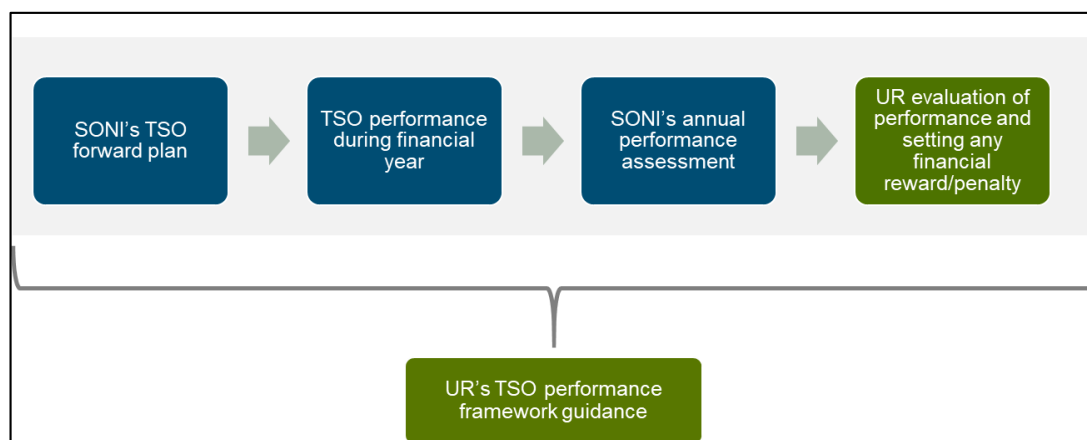 SONI's TSO
forward plan
TSO performance
during financial
year
SONI's annual
performance
assessment
UR evaluation of
performance and
setting any
financial
reward/penalty
UR's TSO performance
framework guidance